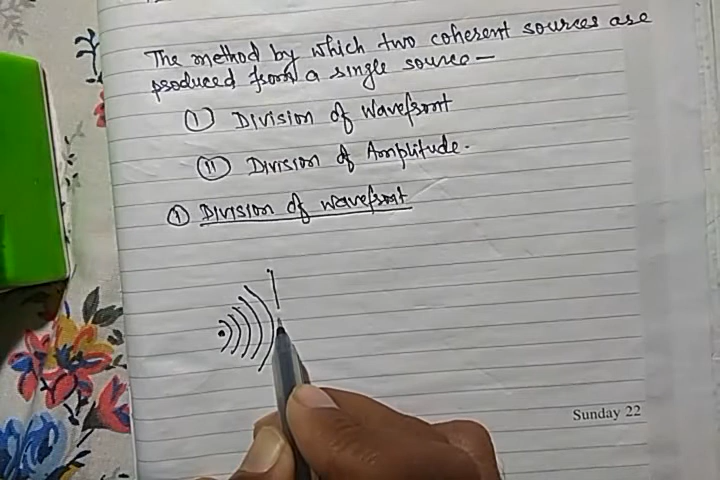 The method by which two coherent sources are
produced from a single source —
(I) Division of Wavefront
(II) Division of Amplitude.
(I) Division of wavefront
Sunday 22